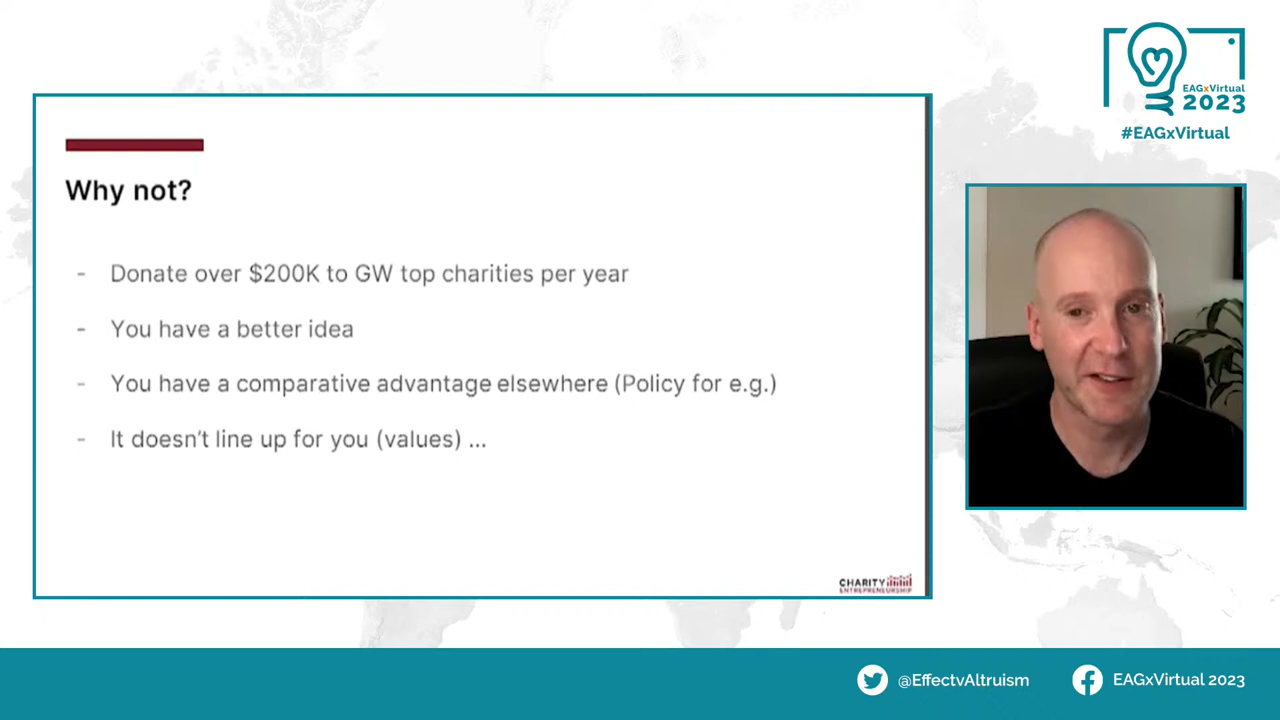 EAGxVirtual
2023
#EAGxVirtual
Why not?
- Donate over $200K to GW top charities per year
- You have a better idea
- You have a comparative advantage elsewhere (Policy for e.g.)
- It doesn't line up for you (values) ...
CHARITY
ENTREPRENEURSHIP
@EffectvAltruism
EAGxVirtual 2023